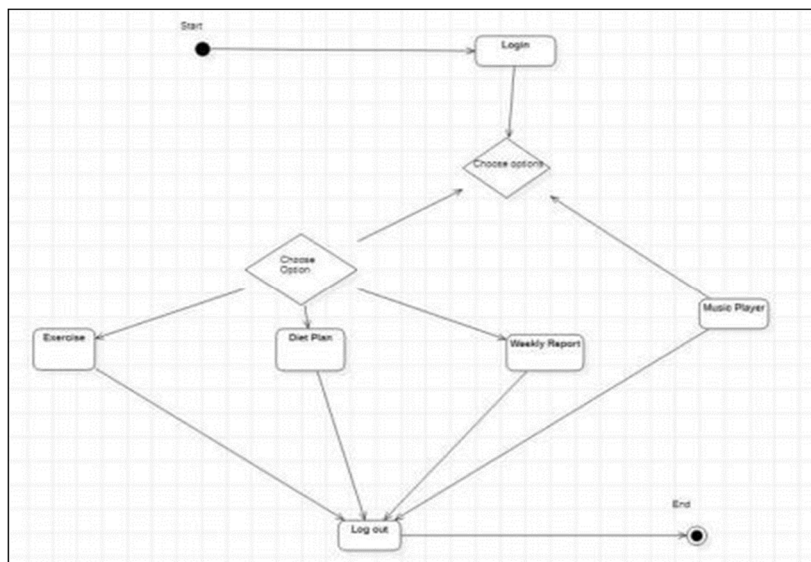 Start
Login
Choose options
Choose
Option
Music Player
Exercise
Diet Plan
Weekly Report
End
Log out